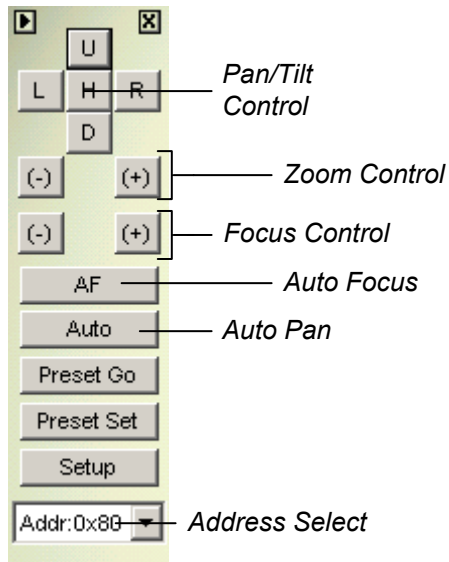 U
L H R
Pan/Tilt
Control
D
(-) (+) Zoom Control
(-) (+) Focus Control
AF Auto Focus
Auto Auto Pan
Preset Go
Preset Set
Setup
Addr:0x80 Address Select